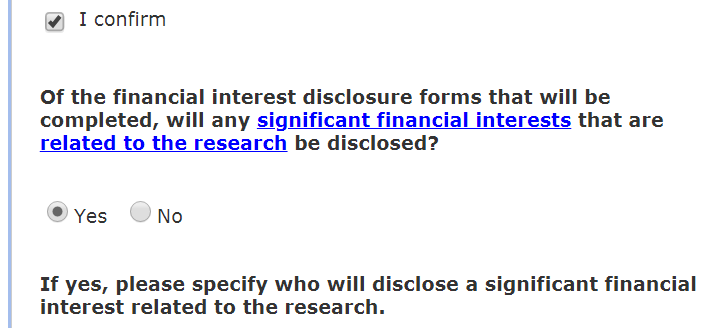 I confirm
Of the financial interest disclosure forms that will be
completed, will any significant financial interests that are
related to the research be disclosed?
Yes No
If yes, please specify who will disclose a significant financial
interest related to the research.